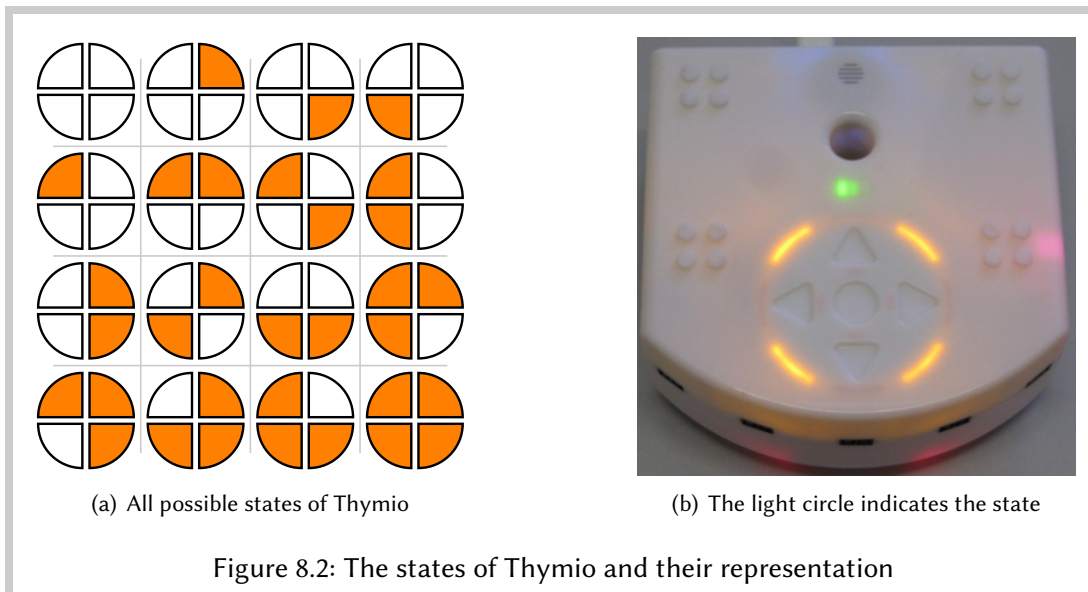 (a) All possible states of Thymio
(b) The light circle indicates the state
Figure 8.2: The states of Thymio and their representation